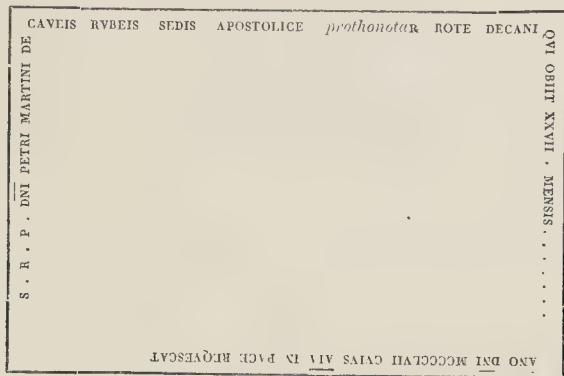 S . R . P . DNI PETRI MARTINI DE
CAVEIS RVBEIS SEDIS APOSTOLICE prothonotaR ROTE DECANI
QVI OBIIT XXVII . MENSIS. . . . . . .
ANO DNI MCCCCLVII CVIVS AIA IN PACE REQVESCAT